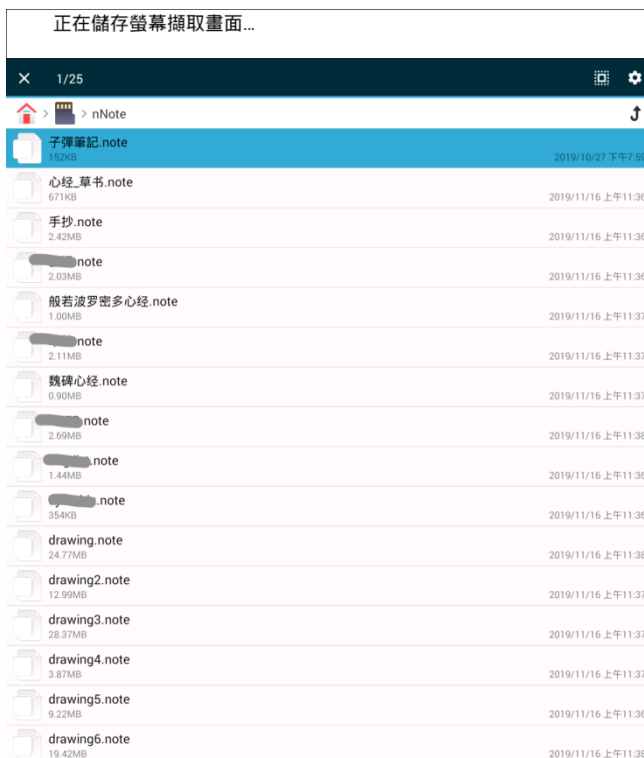 正在儲存螢幕擷取畫面...
1/25
nNote
子彈筆記.note
152KB
2019/10/27 下午7:59
心经_草书.note
671KB
2019/11/16 上午11:36
手抄.note
2.42MB
2019/11/16 上午11:36
note
2.03MB
2019/11/16 上午11:36
般若波罗密多心经.note
1.00MB
2019/11/16 上午11:37
note
2.11MB
2019/11/16 上午11:37
魏碑心经.note
0.90MB
2019/11/16 上午11:37
.note
2.69MB
2019/11/16 上午11:38
.note
1.44MB
2019/11/16 上午11:36
.note
354KB
2019/11/16 上午11:36
drawing.note
24.77MB
2019/11/16 上午11:38
drawing2.note
12.99MB
2019/11/16 上午11:37
drawing3.note
28.37MB
2019/11/16 上午11:37
drawing4.note
3.87MB
2019/11/16 上午11:37
drawing5.note
9.22MB
2019/11/16 上午11:36
drawing6.note
19.42MB
2019/11/16 上午11:38